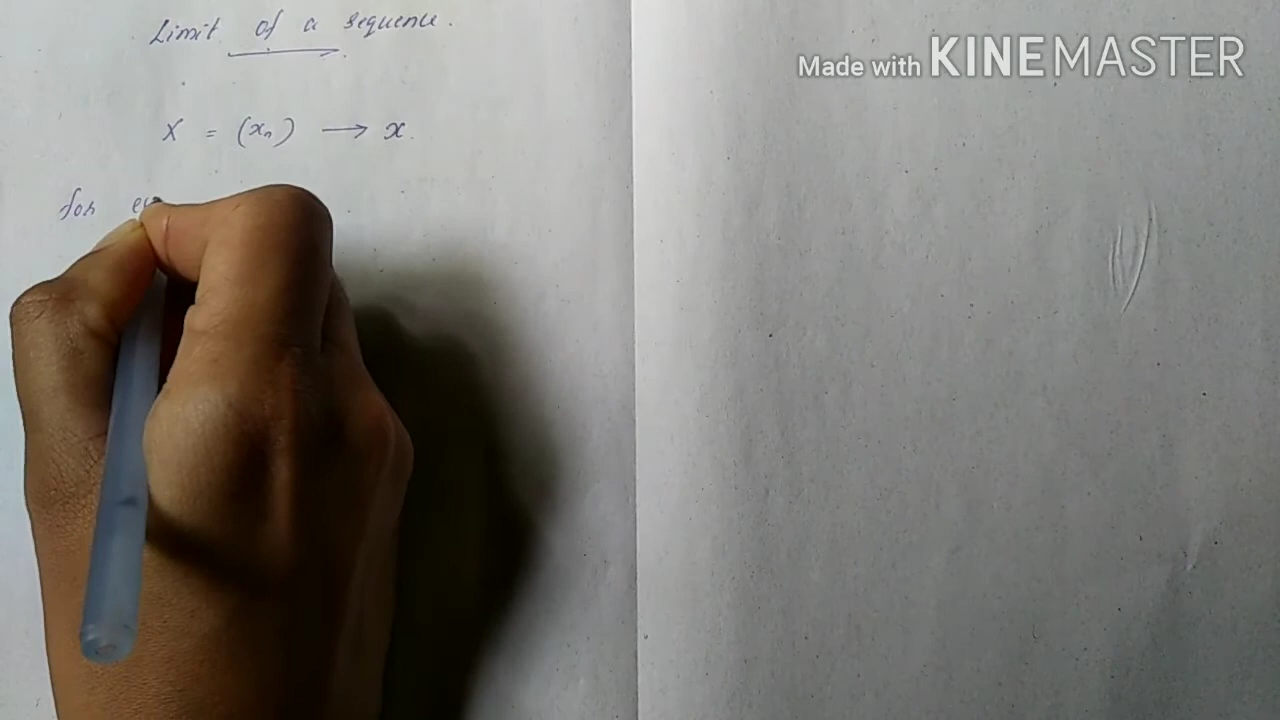 Limit of a sequence.
Made with KINEMASTER
X = (xₙ) → x.
for